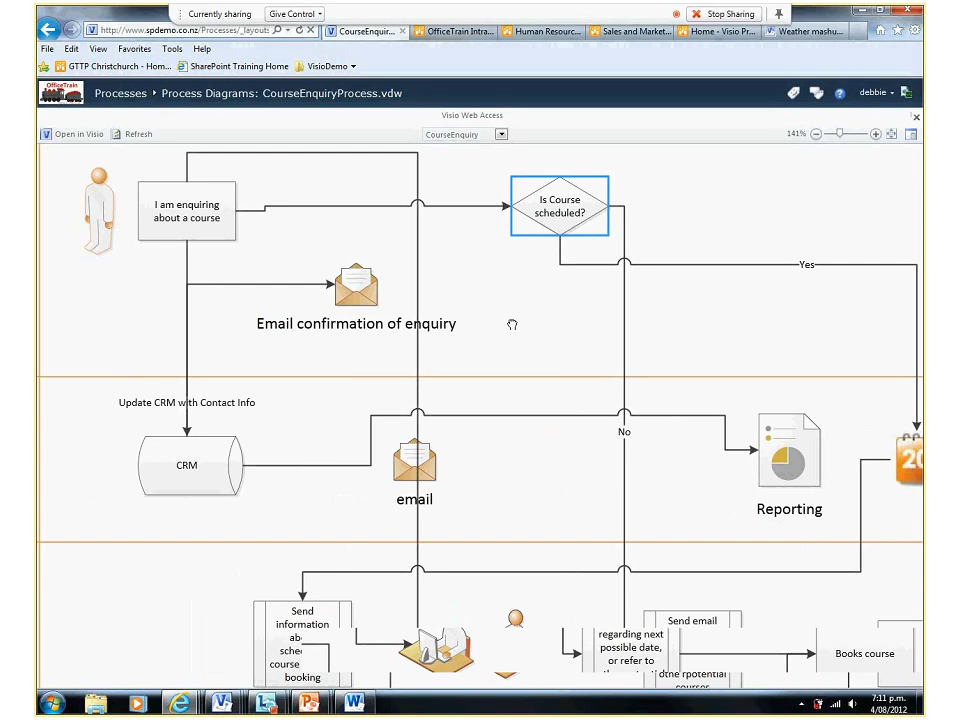 Currently sharing
Give Control
Stop Sharing
http://www.spdemo.co.nz/Processes/_layouts
CourseEnquir...
OfficeTrain Intra...
Human Resourc...
Sales and Market...
Home - Visio Pr...
Weather mashu...
File Edit View Favorites Tools Help
GTTP Christchurch - Hom...
SharePoint Training Home
VisioDemo
OfficeTrain
Processes
Process Diagrams: CourseEnquiryProcess.vdw
debbie
Visio Web Access
Open in Visio
Refresh
CourseEnquiry
141%
I am enquiring
about a course
Is Course
scheduled?
Yes
Email confirmation of enquiry
Update CRM with Contact Info
No
CRM
email
Reporting
20
Send
information
sche
course
booking
Send email
regarding next
possible date,
or refer to
Books course
7:11 p.m.
4/08/2012